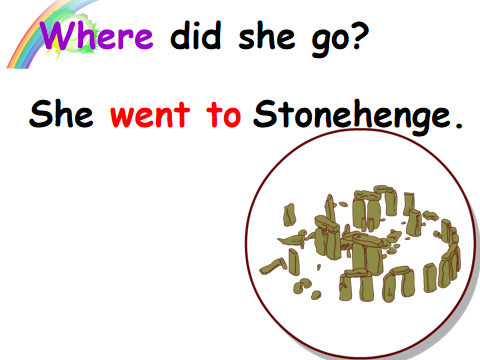 Where did she go?
She went to Stonehenge.